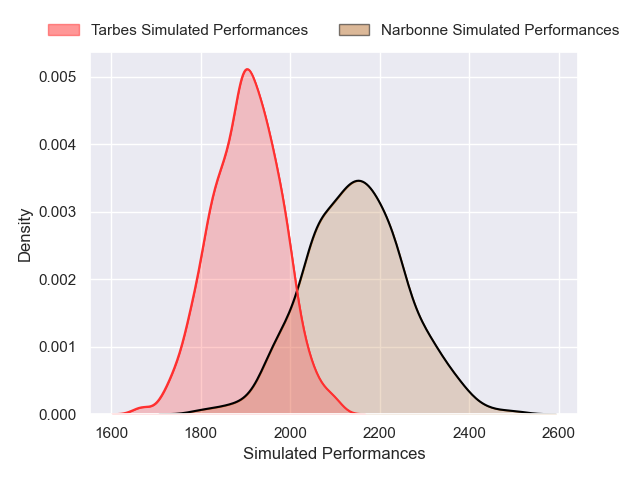 Tarbes Simulated Performances Narbonne Simulated Performances
0.005
0.004
0.003
0.002
0.001
0.000
Density
1600 1800 2000 2200 2400 2600
Simulated Performances